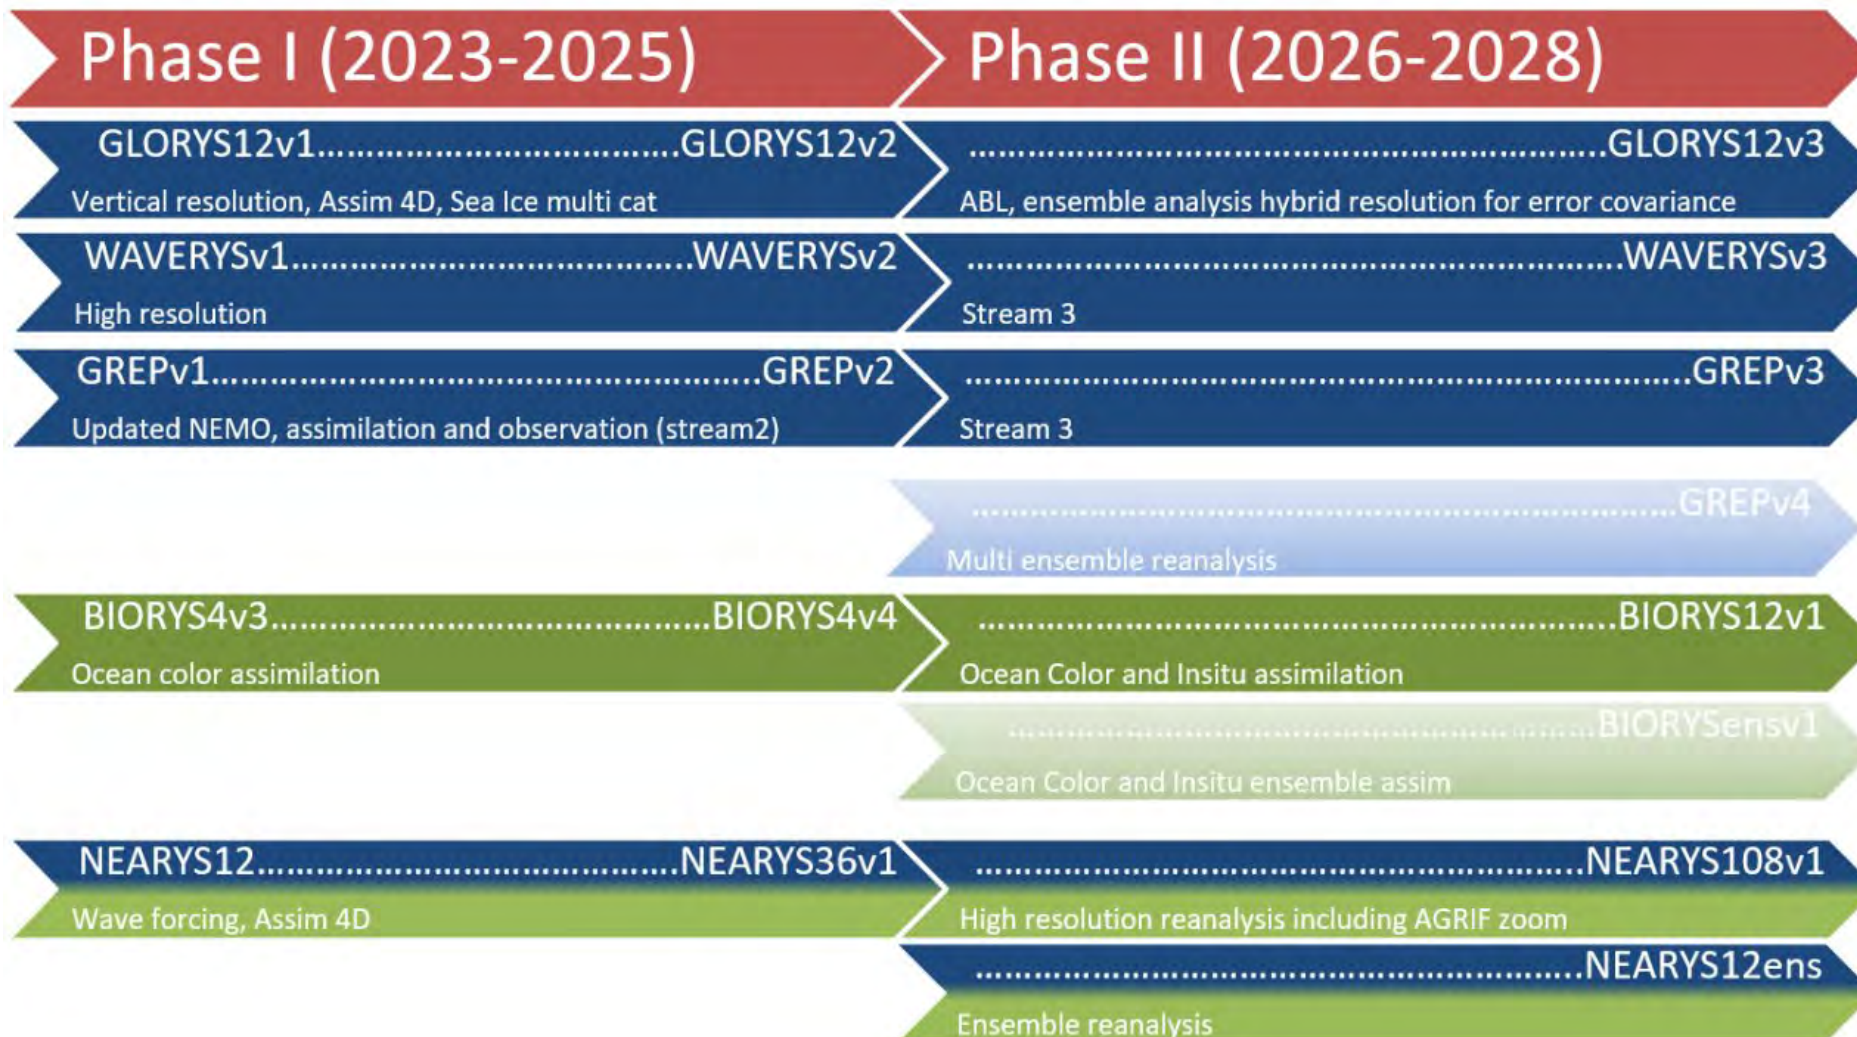 Phase I (2023-2025) Phase II (2026-2028)
GLORYS12v1........................................GLORYS12v2 ......................................................................GLORYS12v3
Vertical resolution, Assim 4D, Sea Ice multi cat ABL, ensemble analysis hybrid resolution for error covariance
WAVERYSv1............................................WAVERYSv2 ........................................................................WAVERYSv3
High resolution Stream 3
GREPv1............................................................GREPv2 ................................................................................GREPv3
Updated NEMO, assimilation and observation (stream2) Stream 3
..............................................................................GREPv4
Multi ensemble reanalysis
BIORYS4v3................................................BIORYS4v4 ......................................................................BIORYS12v1
Ocean color assimilation Ocean Color and Insitu assimilation
..................................................................BIORYSensv1
Ocean Color and Insitu ensemble assim
NEARYS12..............................................NEARYS36v1 ....................................................................NEARYS108v1
Wave forcing, Assim 4D High resolution reanalysis including AGRIF zoom
....................................................................NEARYS12ens
Ensemble reanalysis